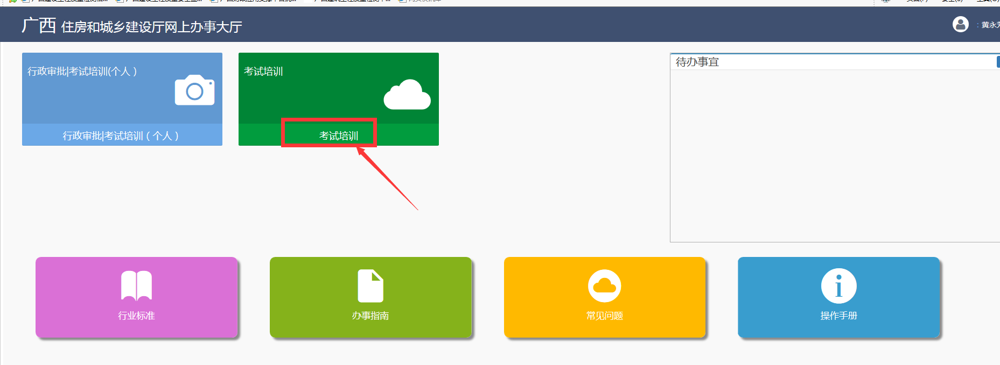 广西 住房和城乡建设厅网上办事大厅
：黄永
行政审批|考试培训(个人）
考试培训
待办事宜
行政审批|考试培训（个人）
考试培训
行业标准
办事指南
常见问题
操作手册